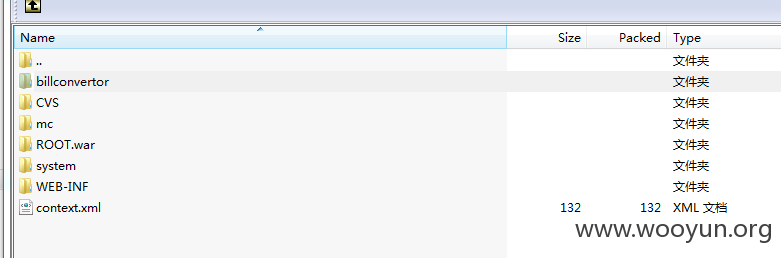 Name Size Packed Type
.. 文件夹
billconvertor 文件夹
CVS 文件夹
mc 文件夹
ROOT.war 文件夹
system 文件夹
WEB-INF 文件夹
context.xml 132 132 XML 文档
www.wooyun.org